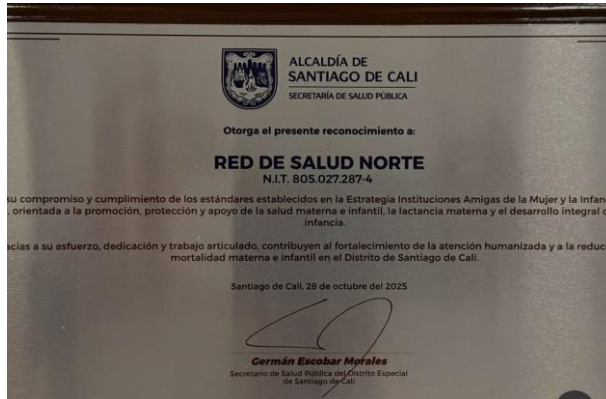 ALCALDÍA DE
SANTIAGO DE CALI
SECRETARÍA DE SALUD PÚBLICA
Otorga el presente reconocimiento a:
RED DE SALUD NORTE
N.I.T. 805.027.287-4
su compromiso y cumplimiento de los estándares establecidos en la Estrategia Instituciones Amigas de la Mujer y la Infan
, orientada a la promoción, protección y apoyo de la salud materna e infantil, la lactancia materna y el desarrollo integral
infancia.
acias a su esfuerzo, dedicación y trabajo articulado, contribuyen al fortalecimiento de la atención humanizada y a la reduc
mortalidad materna e infantil en el Distrito de Santiago de Cali.
Santiago de Cali, 28 de octubre del 2025
Germán Escobar Morales
Secretario de Salud Pública del Distrito Especial
de Santiago de Cali